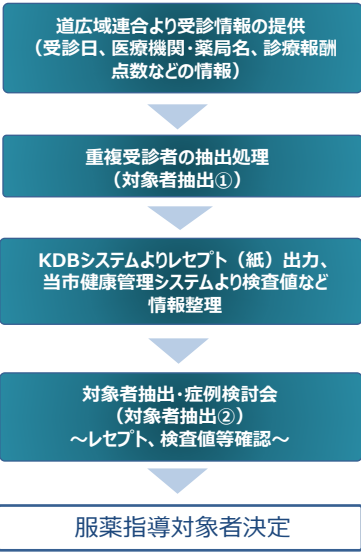 道広域連合より受診情報の提供
（受診日、医療機関・薬局名、診療報酬
点数などの情報）
重複受診者の抽出処理
（対象者抽出①）
KDBシステムよりレセプト（紙）出力、
当市健康管理システムより検査値など
情報整理
対象者抽出・症例検討会
（対象者抽出②）
～レセプト、検査値等確認～
服薬指導対象者決定